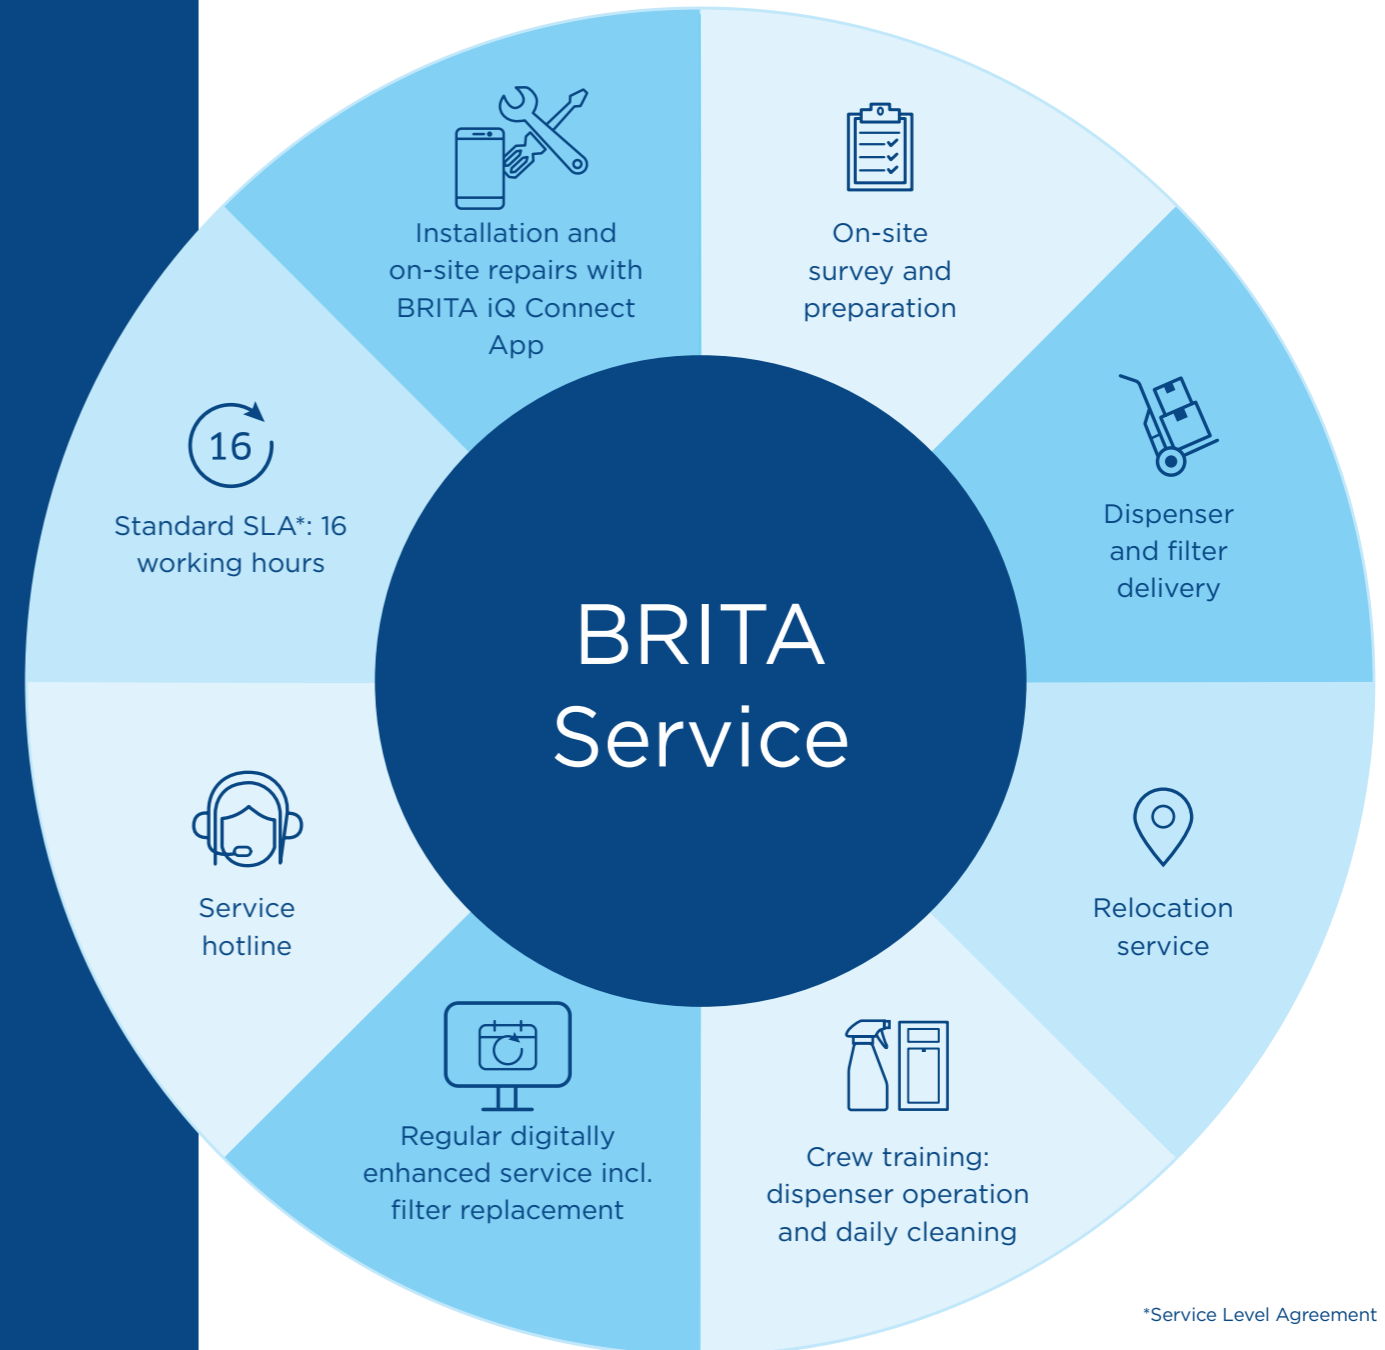 BRITA
Service
On-site
survey and
preparation
Dispenser
and filter
delivery
Relocation
service
Crew training:
dispenser operation
and daily cleaning
Regular digitally
enhanced service incl.
filter replacement
Service
hotline
16
Standard SLA*: 16
working hours
Installation and
on-site repairs with
BRITA iQ Connect
App
*Service Level Agreement